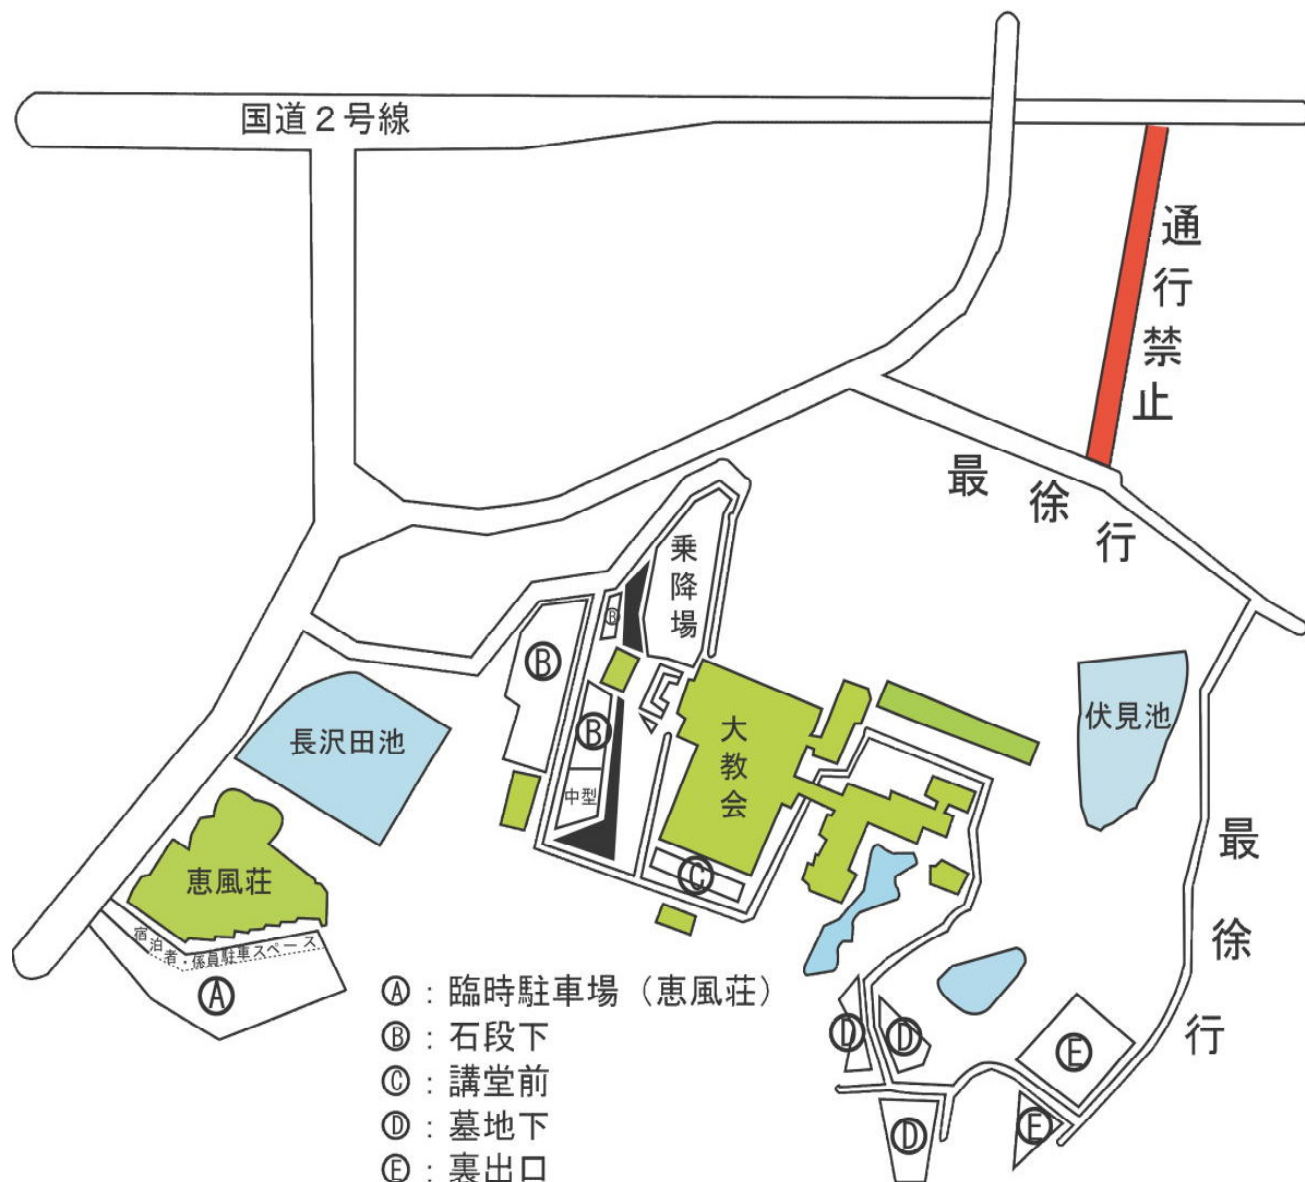 国道２号線
通行禁止
最徐行
乗降場
Ⓑ
Ⓑ
Ⓑ
中型
大教会
Ⓒ
長沢田池
伏見池
恵風荘
宿泊者・係員駐車スペース
Ⓐ
最徐行
Ⓓ
Ⓓ
Ⓓ
Ⓔ
Ⓔ
Ⓐ：臨時駐車場（恵風荘）
Ⓑ：石段下
Ⓒ：講堂前
Ⓓ：墓地下
Ⓔ：裏出口